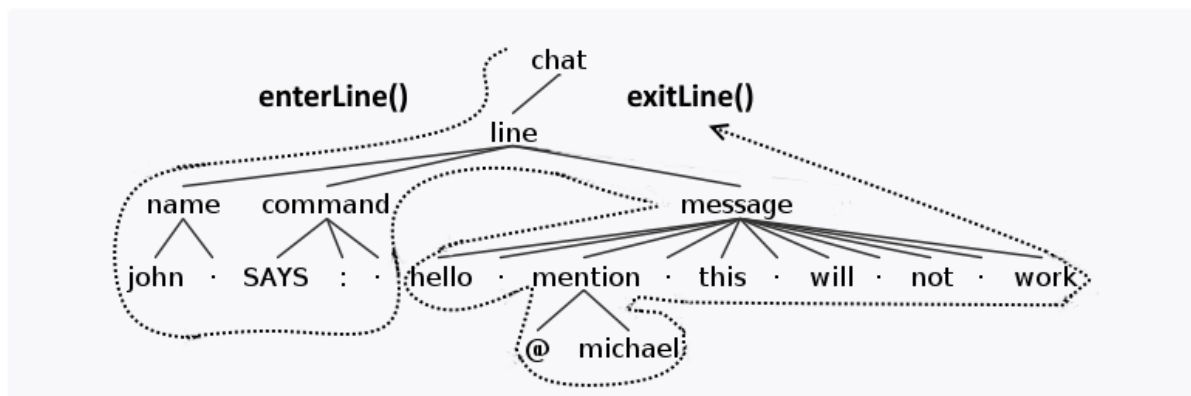 chat
enterLine() exitLine()
line
name command message
john · SAYS : · hello · mention · this · will · not · work
@ michael